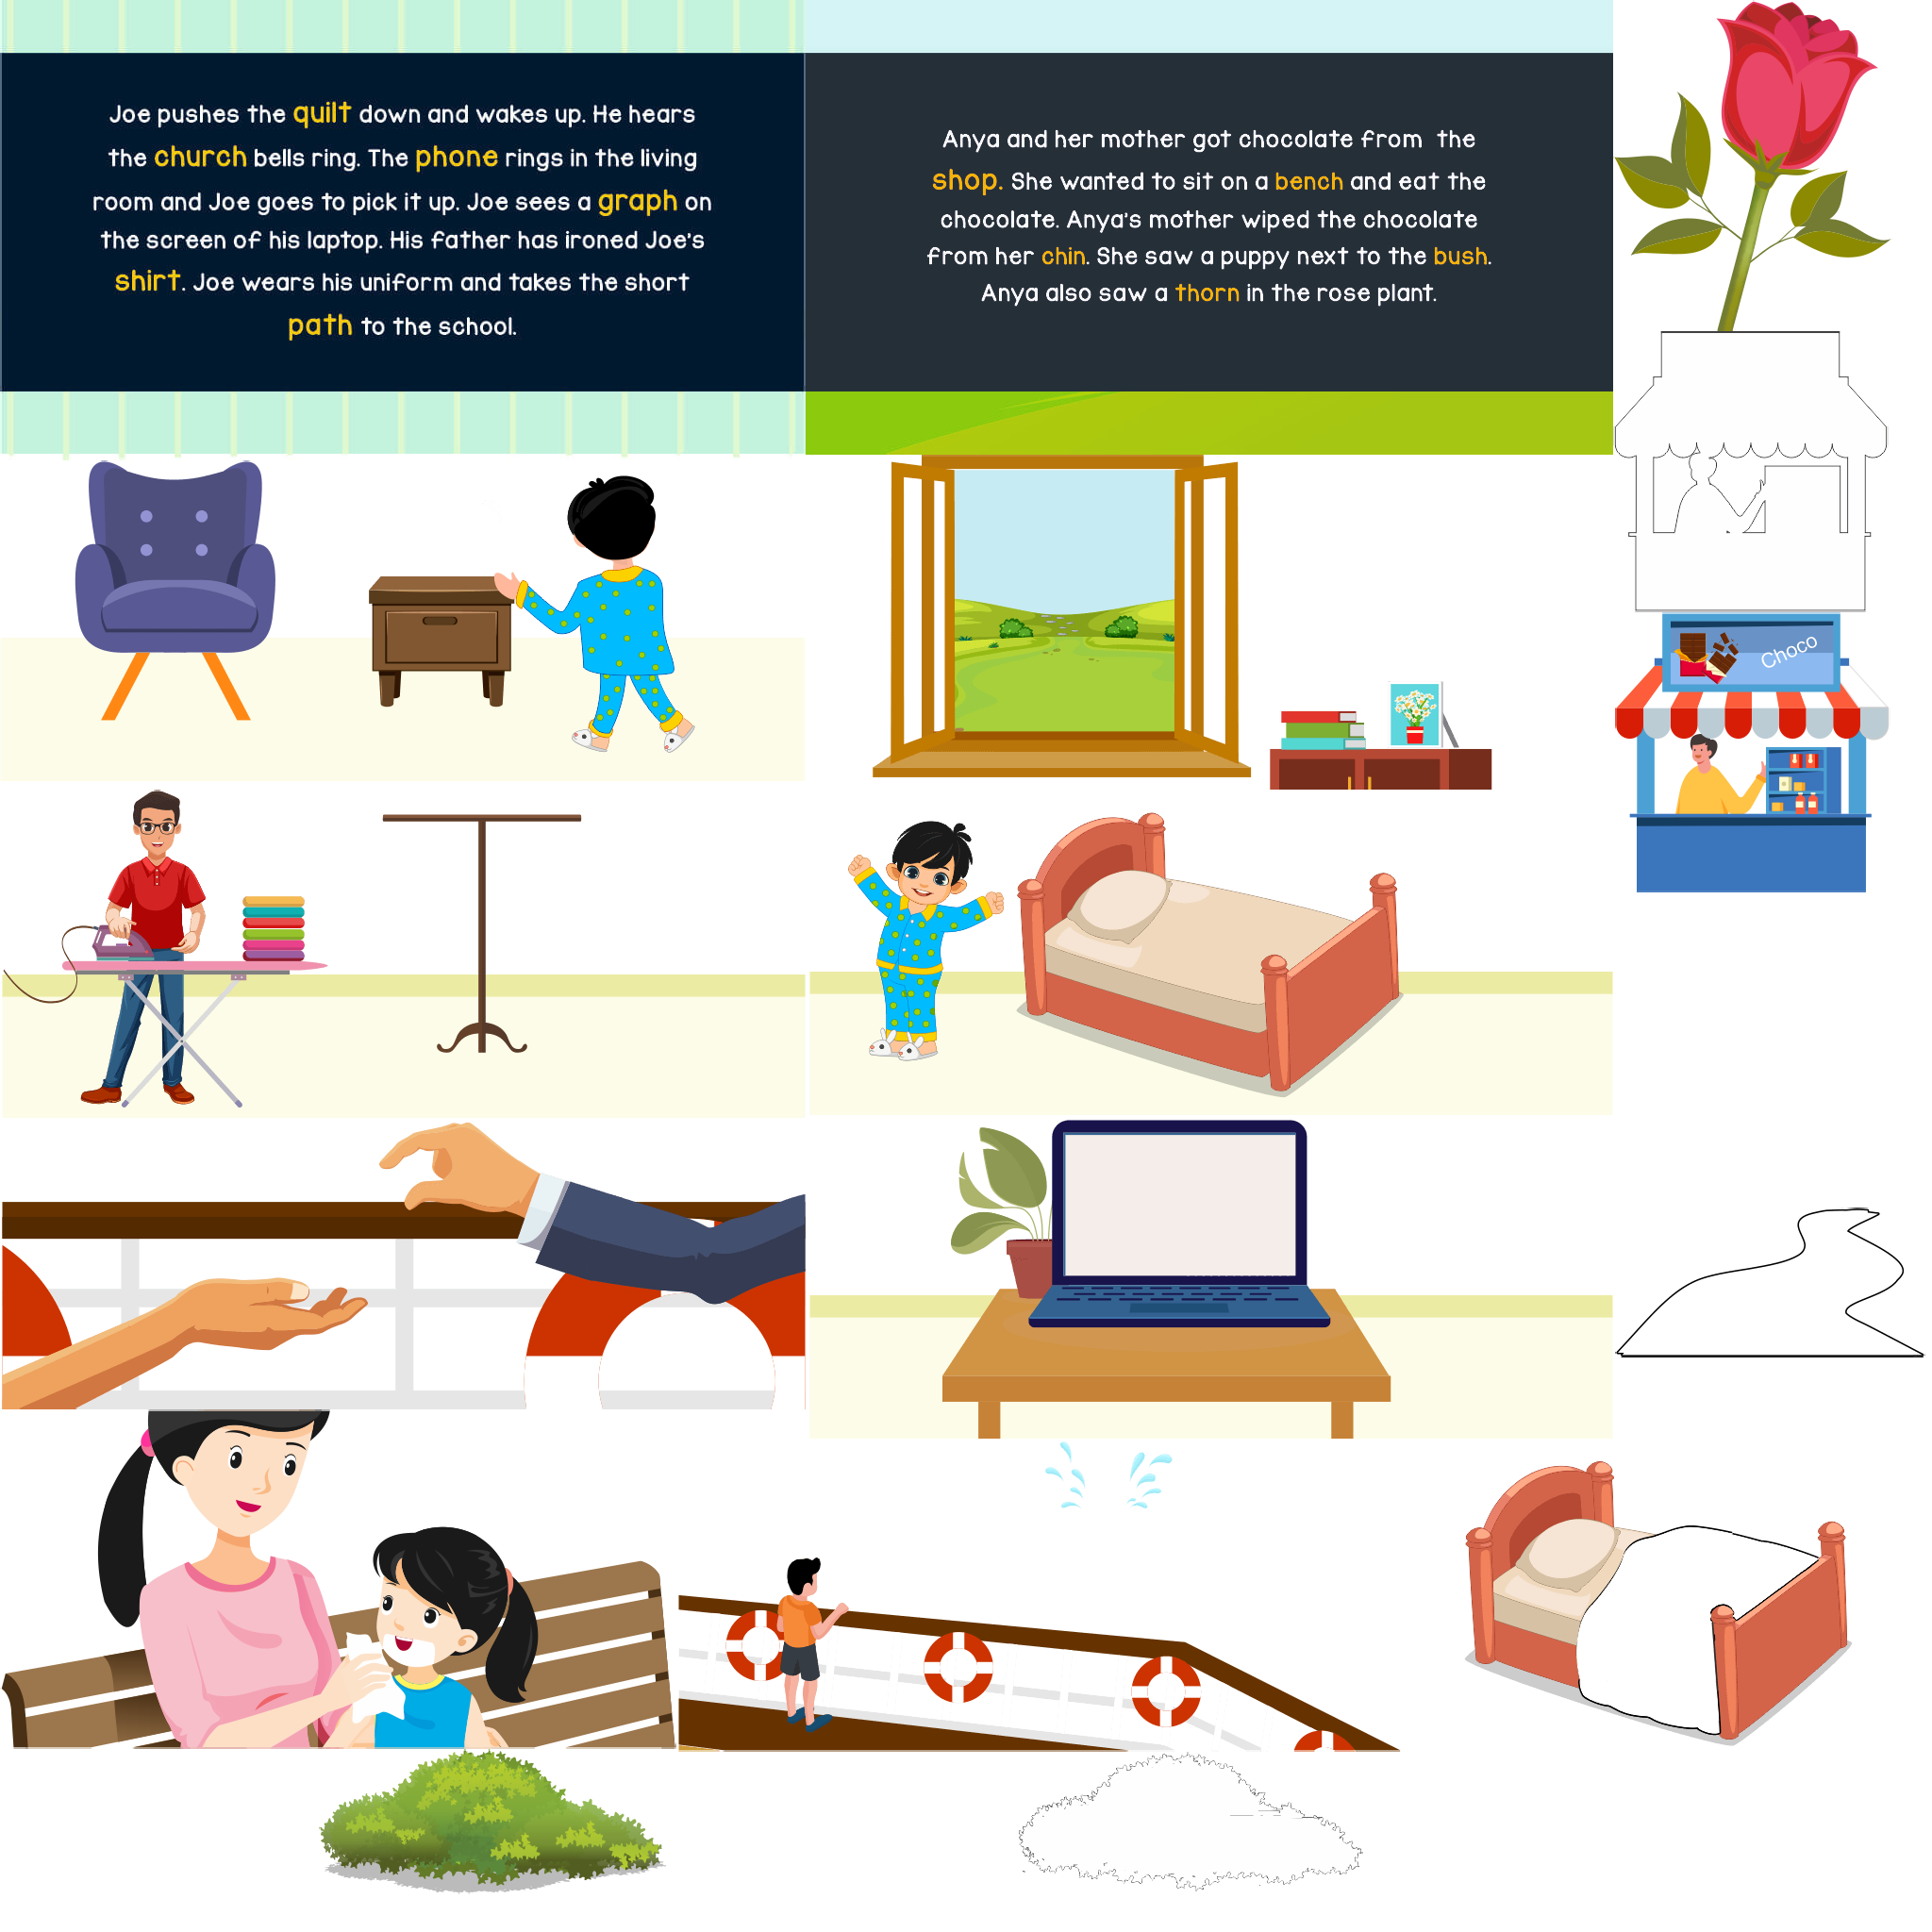 Joe pushes the quilt down and wakes up. He hears
the church bells ring. The phone rings in the living
room and Joe goes to pick it up. Joe sees a graph on
the screen of his laptop. His father has ironed Joe's
shirt. Joe wears his uniform and takes the short
path to the school.
Anya and her mother got chocolate from the
shop. She wanted to sit on a bench and eat the
chocolate. Anya's mother wiped the chocolate
from her chin. She saw a puppy next to the bush.
Anya also saw a thorn in the rose plant.
Choco